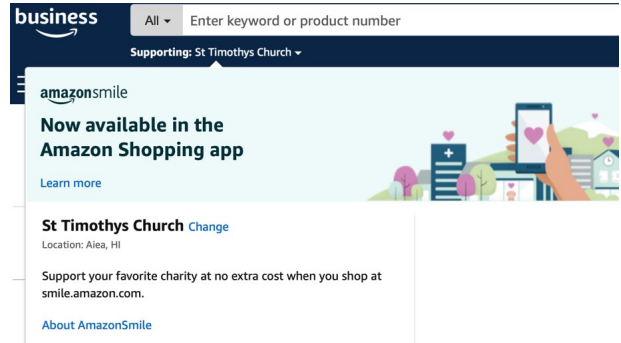 business
All
Enter keyword or product number
Supporting: St Timothys Church
amazonsmile
Now available in the
Amazon Shopping app
Learn more
St Timothys Church Change
Location: Aiea, HI
Support your favorite charity at no extra cost when you shop at
smile.amazon.com.
About AmazonSmile